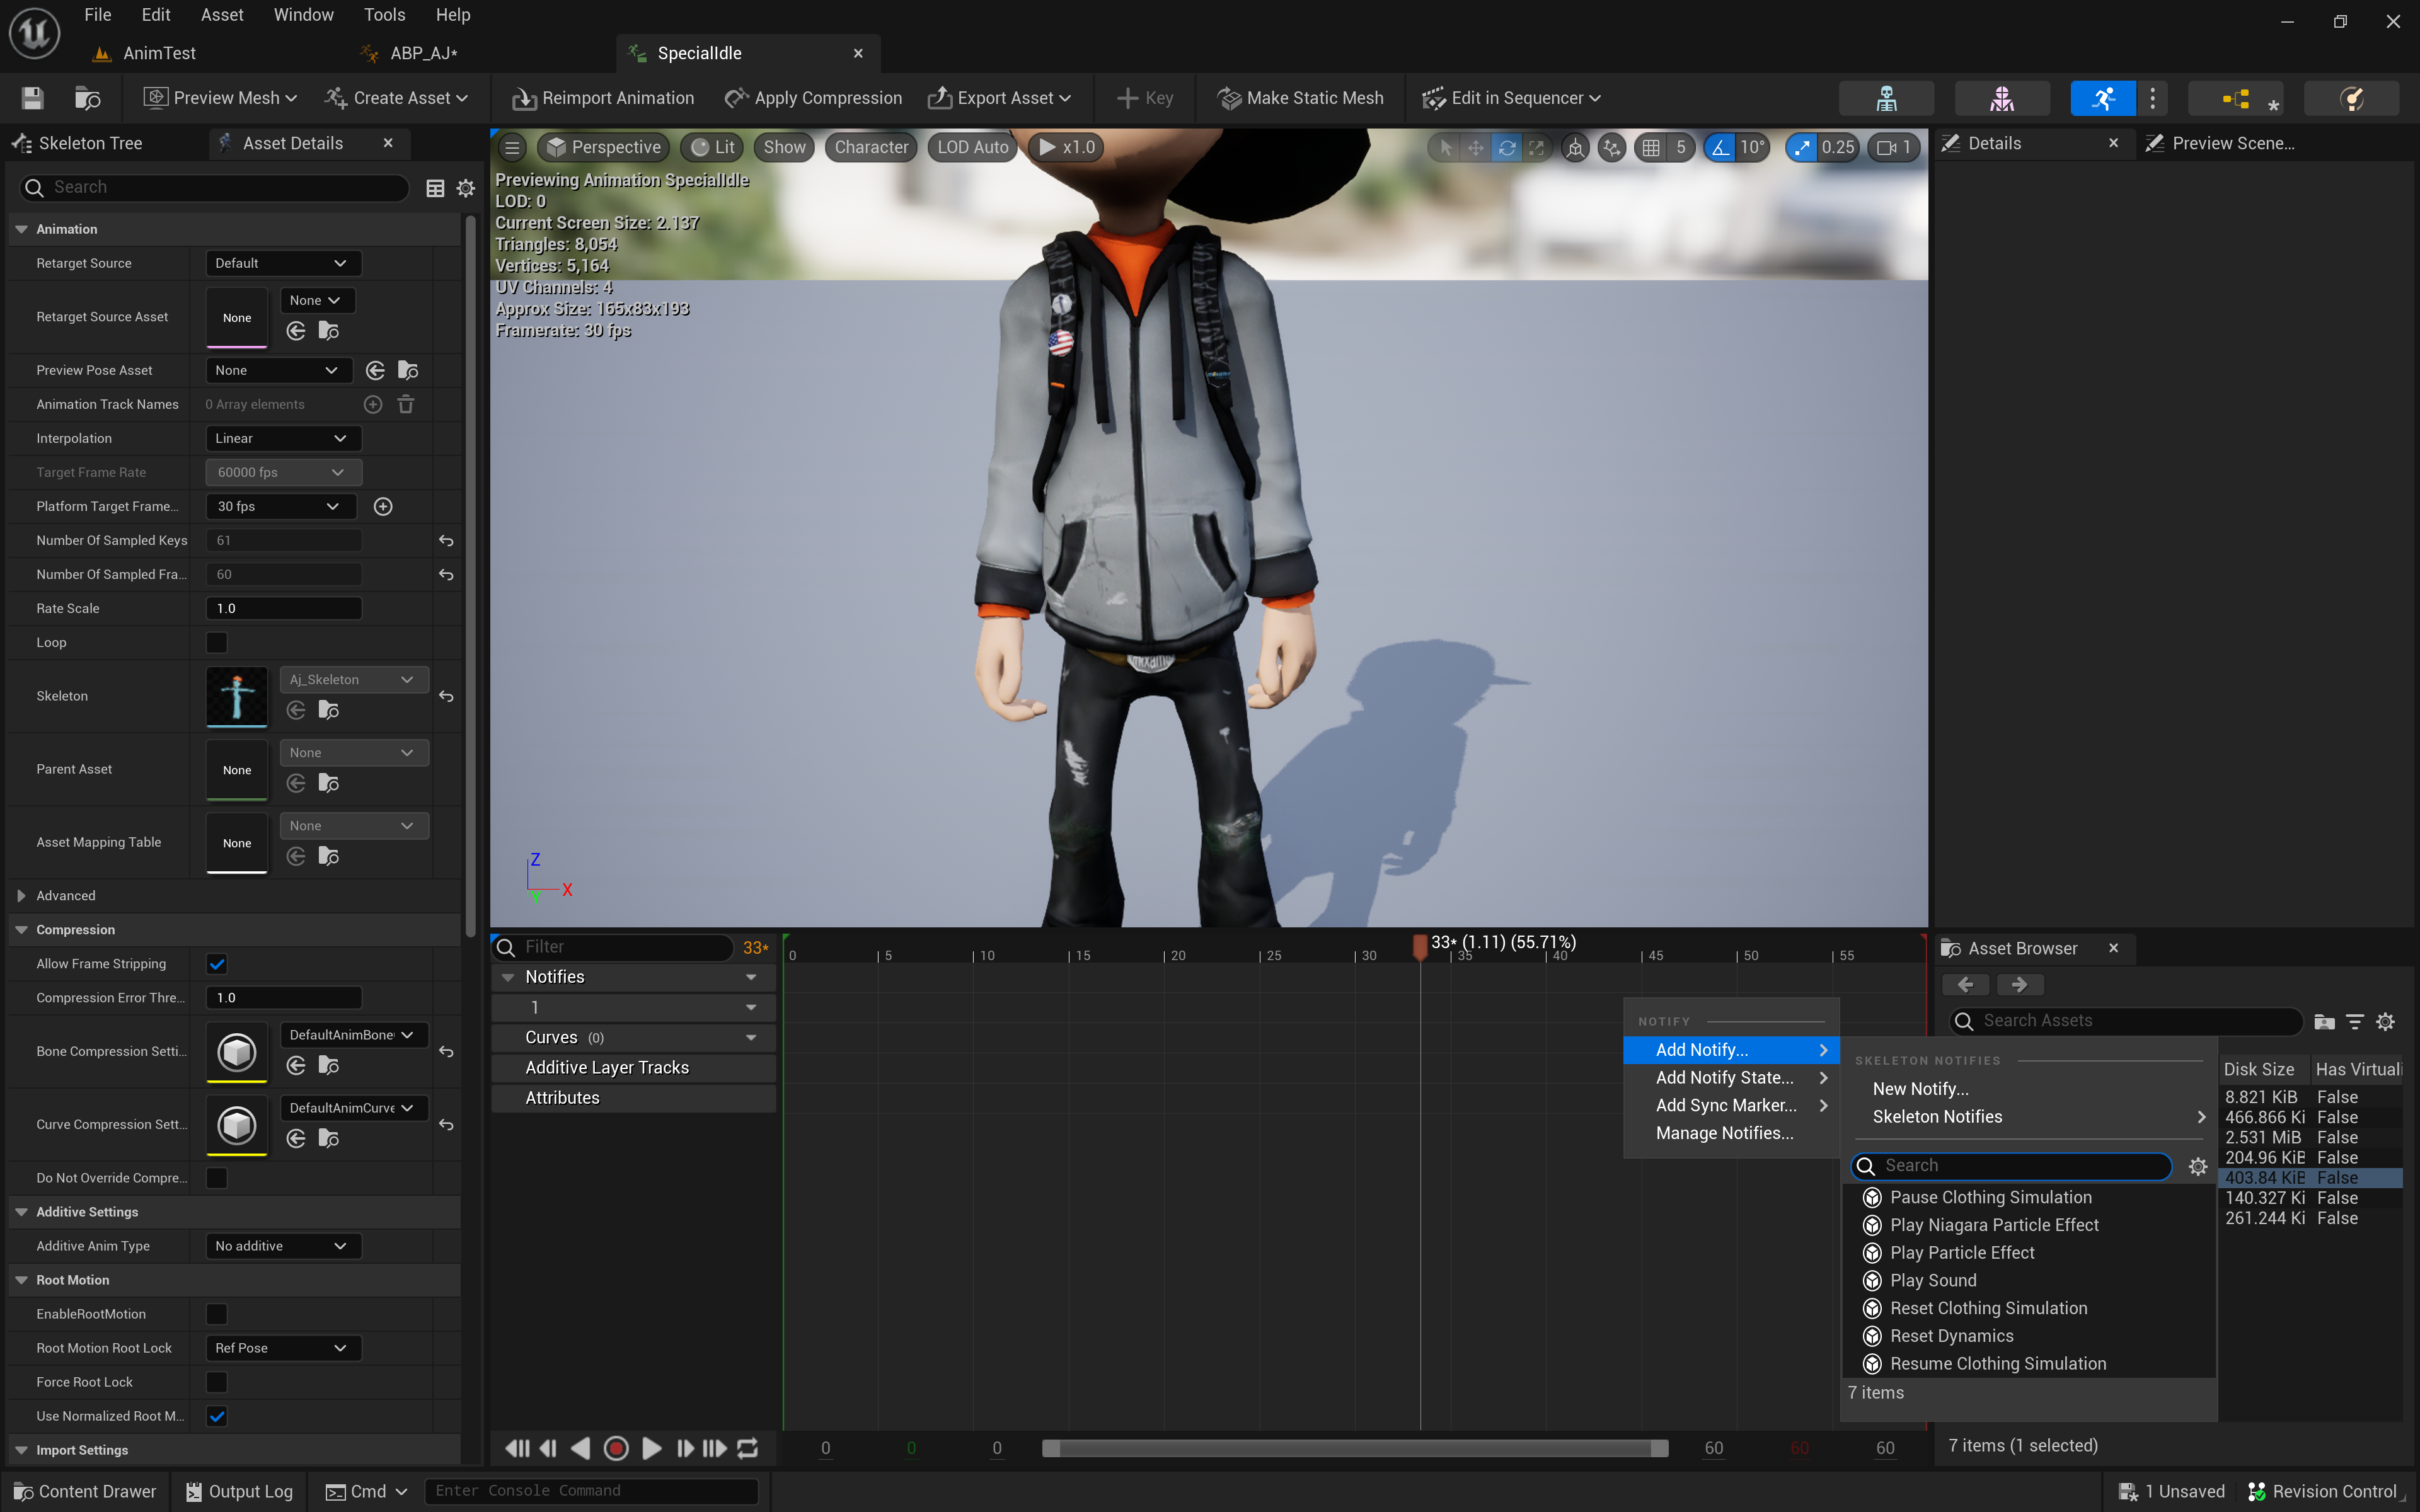 File Edit Asset Window Tools Help
AnimTest ABP_AJ* SpecialIdle
Preview Mesh Create Asset Reimport Animation Apply Compression Export Asset Key Make Static Mesh Edit in Sequencer
Skeleton Tree Asset Details
Search
Animation
Retarget Source Default
Retarget Source Asset None None
Preview Pose Asset None
Animation Track Names 0 Array elements
Interpolation Linear
Target Frame Rate 60000 fps
Platform Target Frame... 30 fps
Number Of Sampled Keys 61
Number Of Sampled Fra... 60
Rate Scale 1.0
Loop
Skeleton Aj_Skeleton
Parent Asset None None
Asset Mapping Table None None
Advanced
Compression
Allow Frame Stripping
Compression Error Thre... 1.0
Bone Compression Setti... DefaultAnimBone
Curve Compression Sett... DefaultAnimCurve
Do Not Override Compre...
Additive Settings
Additive Anim Type No additive
Root Motion
EnableRootMotion
Root Motion Root Lock Ref Pose
Force Root Lock
Use Normalized Root M...
Import Settings
Perspective Lit Show Character LOD Auto x1.0 5 10° 0.25 1
Previewing Animation SpecialIdle
LOD: 0
Current Screen Size: 2.137
Triangles: 8,054
Vertices: 5,164
UV Channels: 4
Approx Size: 165x83x193
Framerate: 30 fps
mxamo
Z
X
Y
Details Preview Scene...
Filter 33*
33* (1.11) (55.71%)
0 5 10 15 20 25 30 35 40 45 50 55
Notifies
1
Curves (0)
Additive Layer Tracks
Attributes
NOTIFY
Add Notify...
Add Notify State...
Add Sync Marker...
Manage Notifies...
SKELETON NOTIFIES
New Notify...
Skeleton Notifies
Search
Pause Clothing Simulation
Play Niagara Particle Effect
Play Particle Effect
Play Sound
Reset Clothing Simulation
Reset Dynamics
Resume Clothing Simulation
7 items
Asset Browser
Search Assets
Disk Size Has Virtuali
8.821 KiB False
466.866 Ki False
2.531 MiB False
204.96 KiB False
403.84 KiB False
140.327 Ki False
261.244 Ki False
7 items (1 selected)
0 0 0 60 60 60
Content Drawer Output Log Cmd Enter Console Command 1 Unsaved Revision Control